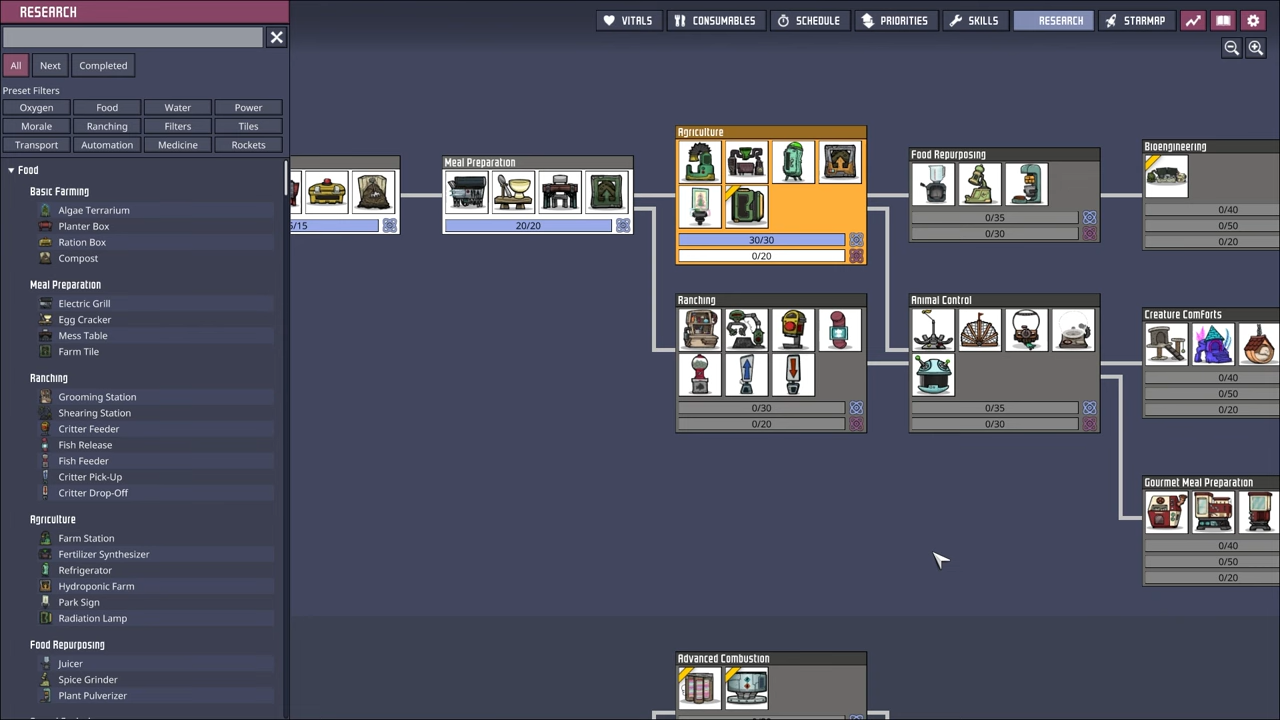 RESEARCH
VITALS
CONSUMABLES
SCHEDULE
PRIORITIES
SKILLS
RESEARCH
STARMAP
All
Next
Completed
Preset Filters
Oxygen
Food
Water
Power
Morale
Ranching
Filters
Tiles
Transport
Automation
Medicine
Rockets
Food
Basic Farming
Algae Terrarium
Planter Box
Ration Box
Compost
Meal Preparation
Electric Grill
Egg Cracker
Mess Table
Farm Tile
Ranching
Grooming Station
Shearing Station
Critter Feeder
Fish Release
Fish Feeder
Critter Pick-Up
Critter Drop-Off
Agriculture
Farm Station
Fertilizer Synthesizer
Refrigerator
Hydroponic Farm
Park Sign
Radiation Lamp
Food Repurposing
Juicer
Spice Grinder
Plant Pulverizer
/15
Meal Preparation
20/20
Agriculture
30/30
0/20
Ranching
0/30
0/20
Food Repurposing
0/35
0/30
Animal Control
0/35
0/30
Bioengineering
0/40
0/50
0/20
Creature Comforts
0/40
0/50
0/20
Gourmet Meal Preparation
0/40
0/50
0/20
Advanced Combustion